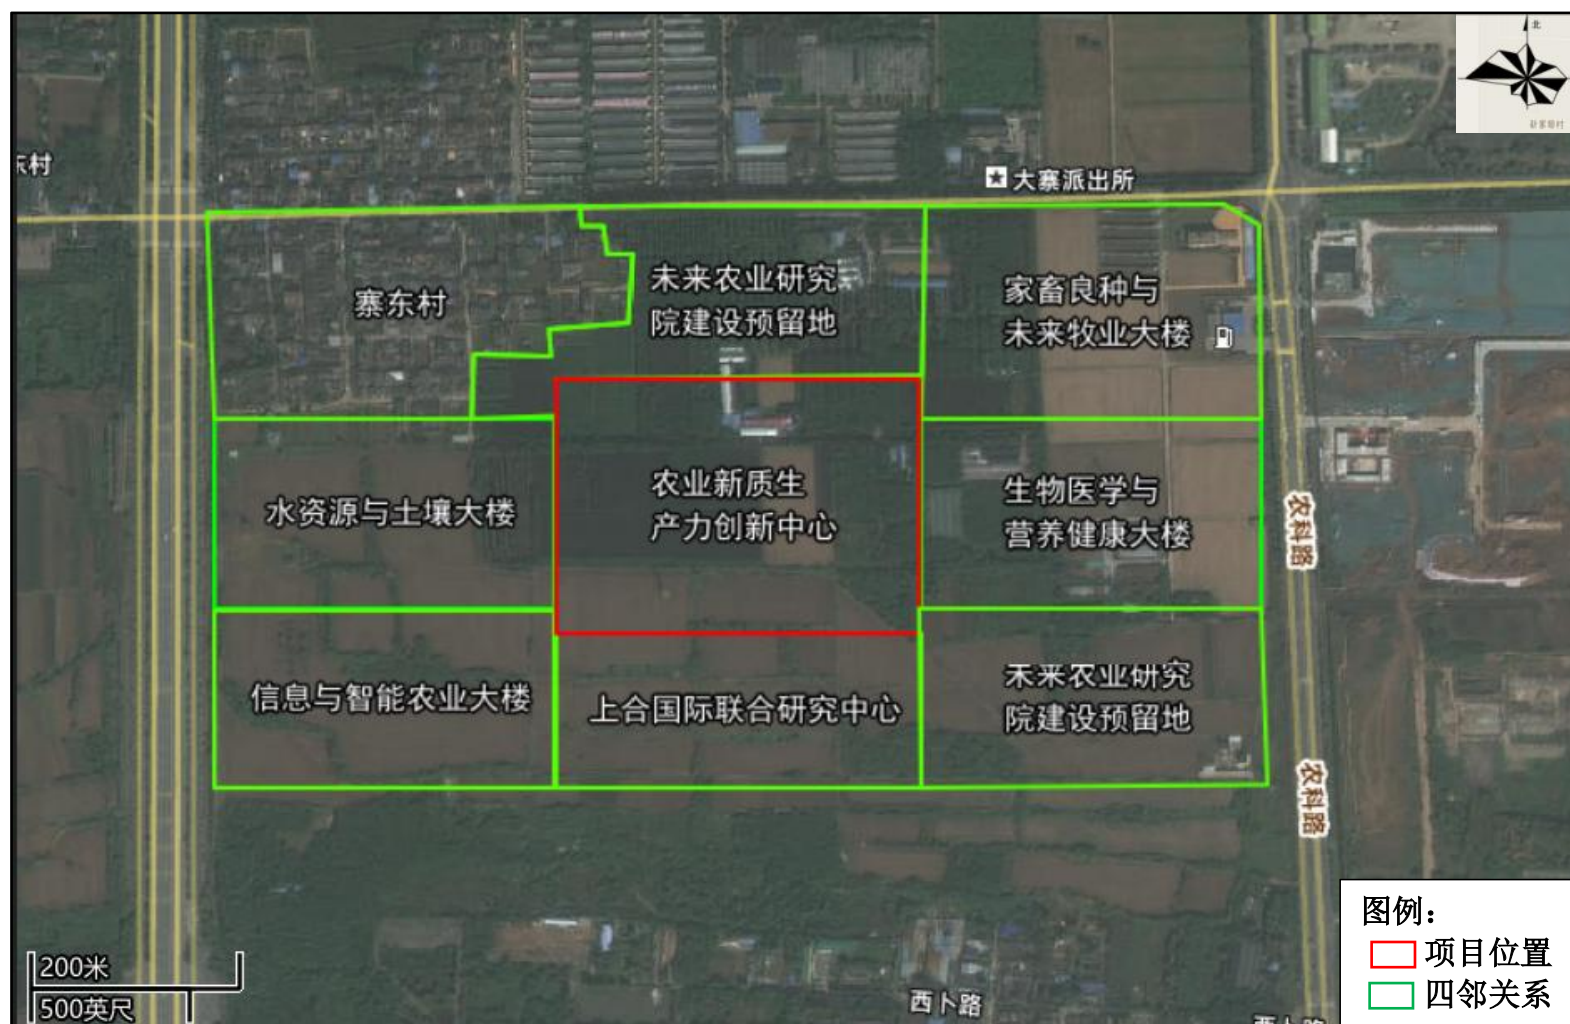 北
东村
大寨派出所
寨东村
未来农业研究
院建设预留地
家畜良种与
未来牧业大楼
水资源与土壤大楼
农业新质生
产力创新中心
生物医学与
营养健康大楼
农科路
信息与智能农业大楼
上合国际联合研究中心
未来农业研究
院建设预留地
农科路
图例：
项目位置
四邻关系
200米
500英尺
西卜路
西卜路